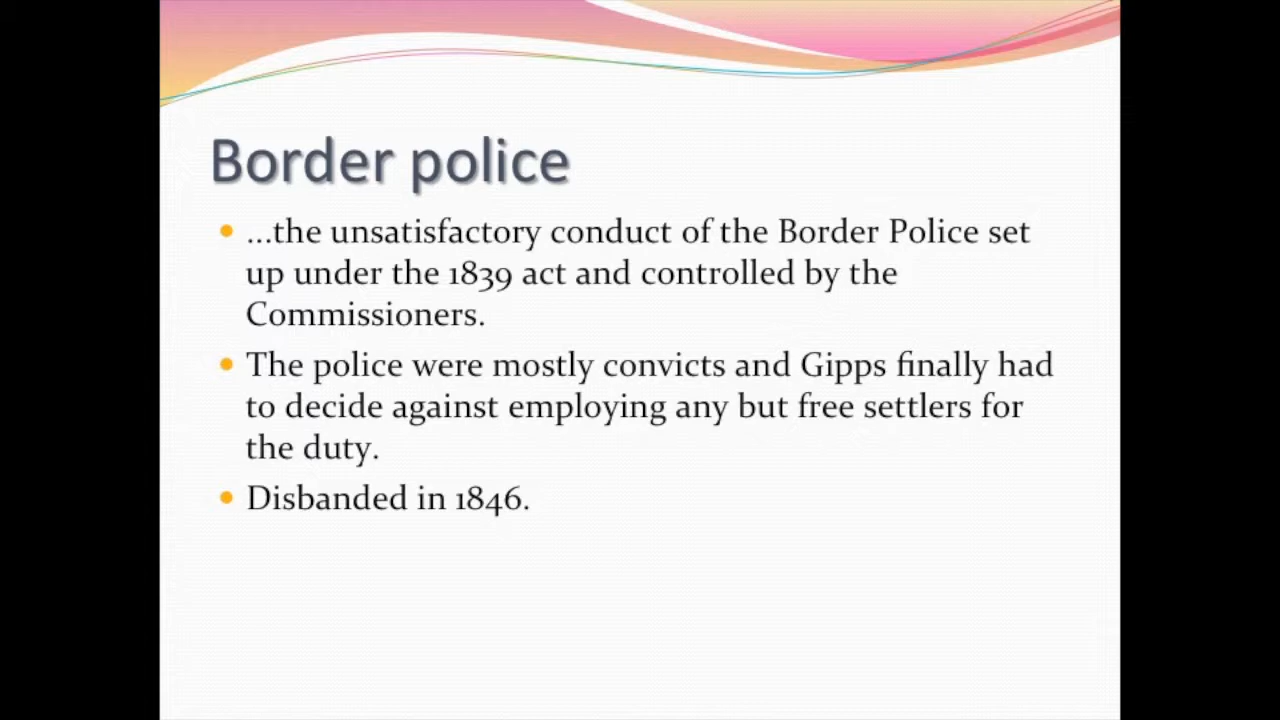 Border police
...the unsatisfactory conduct of the Border Police set
up under the 1839 act and controlled by the
Commissioners.
The police were mostly convicts and Gipps finally had
to decide against employing any but free settlers for
the duty.
Disbanded in 1846.